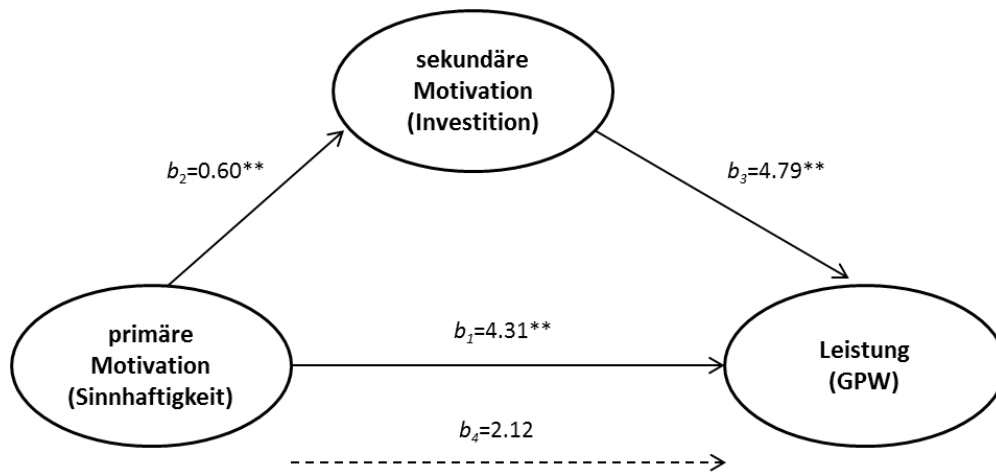 sekundäre
Motivation
(Investition)
b₂=0.60**
b₃=4.79**
primäre
Motivation
(Sinnhaftigkeit)
b₁=4.31**
Leistung
(GPW)
b₄=2.12